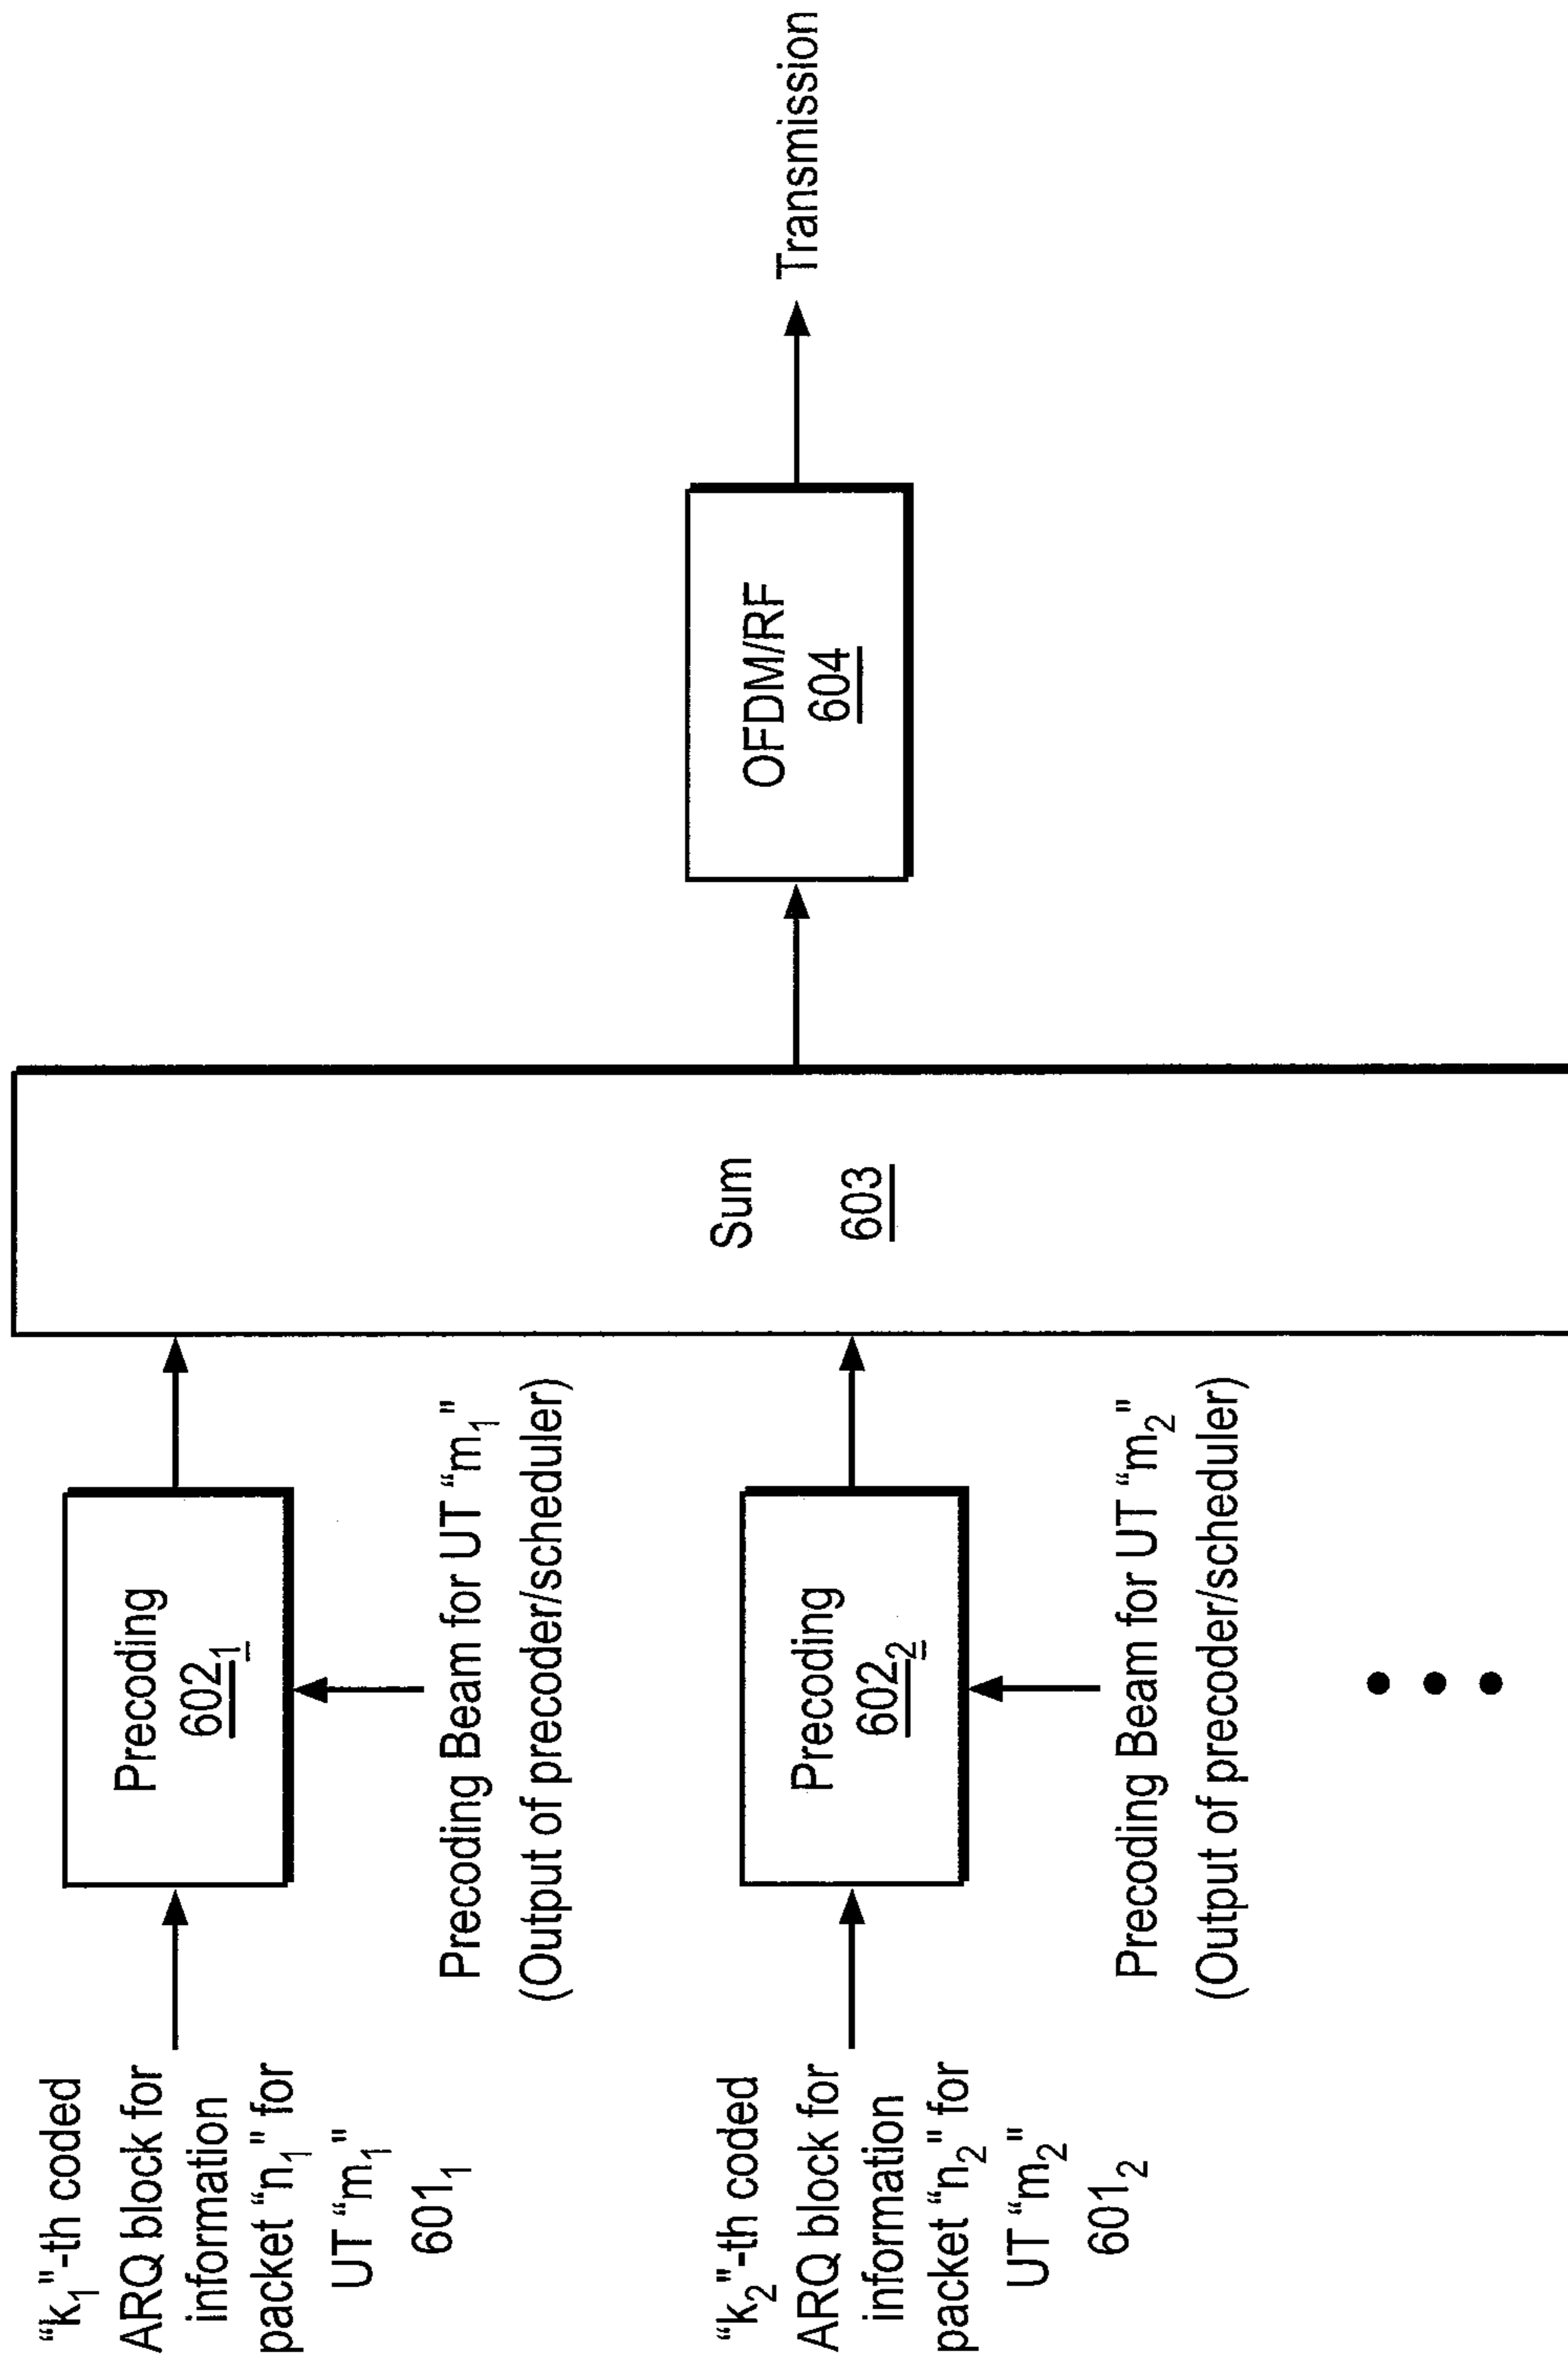 “k₁"-th coded
ARQ block for
information
packet “n₁" for
UT “m₁"
601₁
Precoding
602₁
Precoding Beam for UT “m₁"
(Output of precoder/scheduler)
“k₂"-th coded
ARQ block for
information
packet “n₂" for
UT “m₂"
601₂
Precoding
602₂
Precoding Beam for UT “m₂"
(Output of precoder/scheduler)
Sum
603
OFDM/RF
604
Transmission